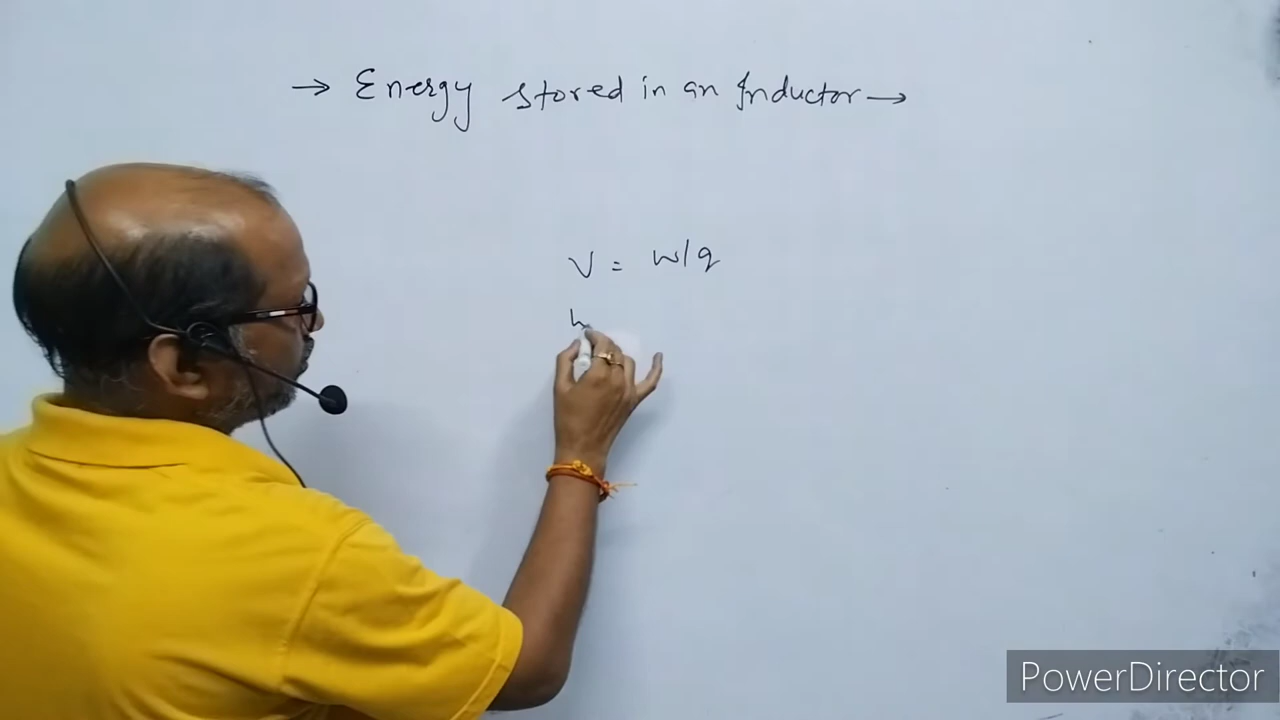 → Energy stored in an Inductor →
V = w/q
PowerDirector